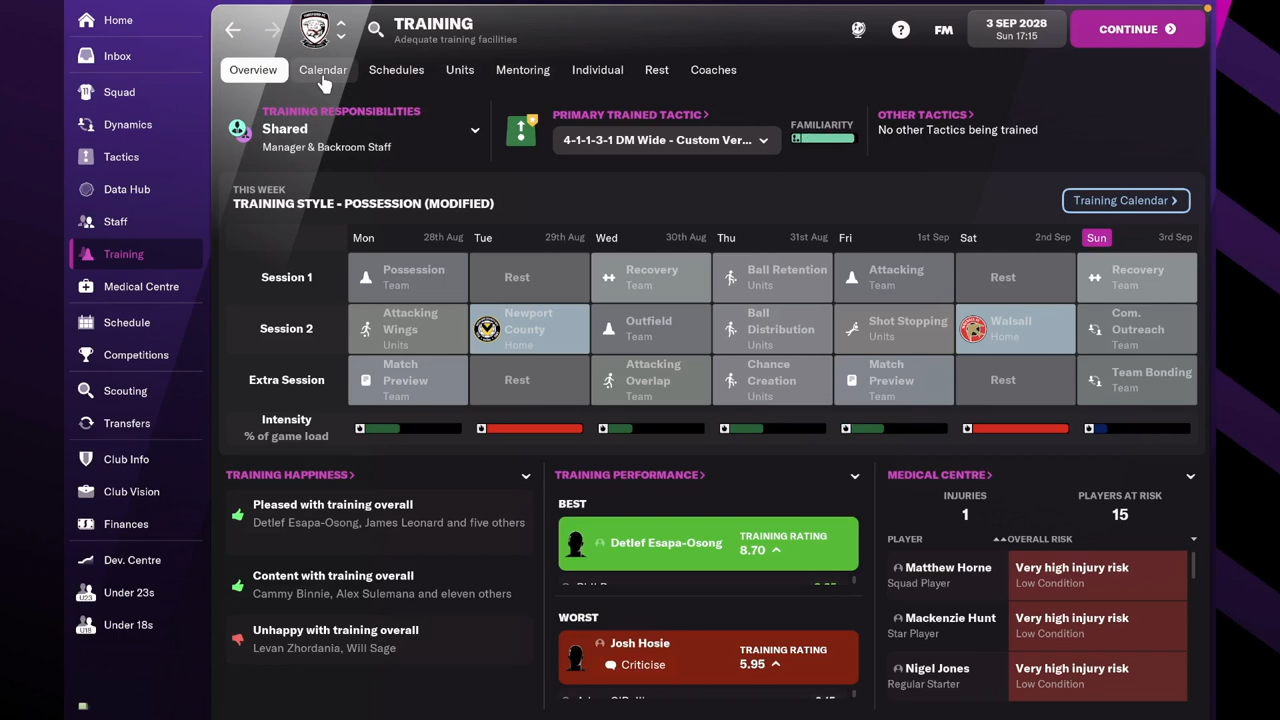 Home
Inbox
Squad
Dynamics
Tactics
Data Hub
Staff
Training
Medical Centre
Schedule
Competitions
Scouting
Transfers
Club Info
Club Vision
Finances
Dev. Centre
Under 23s
Under 18s
TRAINING
Adequate training facilities
FM
3 SEP 2028
Sun 17:15
CONTINUE
Overview Calendar Schedules Units Mentoring Individual Rest Coaches
TRAINING RESPONSIBILITIES
Shared
Manager & Backroom Staff
PRIMARY TRAINED TACTIC >
4-1-1-3-1 DM Wide - Custom Ver...
FAMILIARITY
OTHER TACTICS >
No other Tactics being trained
THIS WEEK
TRAINING STYLE - POSSESSION (MODIFIED)
Training Calendar >
Mon 28th Aug Tue 29th Aug Wed 30th Aug Thu 31st Aug Fri 1st Sep Sat 2nd Sep Sun 3rd Sep
Session 1
Possession
Team
Rest
Recovery
Team
Ball Retention
Units
Attacking
Team
Rest
Recovery
Team
Session 2
Attacking
Wings
Units
Newport
County
Home
Outfield
Team
Ball
Distribution
Units
Shot Stopping
Units
Walsall
Home
Com.
Outreach
Team
Extra Session
Match
Preview
Team
Rest
Attacking
Overlap
Team
Chance
Creation
Units
Match
Preview
Team
Rest
Team Bonding
Team
Intensity
% of game load
TRAINING HAPPINESS >
Pleased with training overall
Detlef Esapa-Osong, James Leonard and five others
Content with training overall
Cammy Binnie, Alex Sulemana and eleven others
Unhappy with training overall
Levan Zhordania, Will Sage
TRAINING PERFORMANCE >
BEST
Detlef Esapa-Osong
TRAINING RATING
8.70
WORST
Josh Hosie
Criticise
TRAINING RATING
5.95
MEDICAL CENTRE >
INJURIES
1
PLAYERS AT RISK
15
PLAYER OVERALL RISK
Matthew Horne
Squad Player
Very high injury risk
Low Condition
Mackenzie Hunt
Star Player
Very high injury risk
Low Condition
Nigel Jones
Regular Starter
Very high injury risk
Low Condition